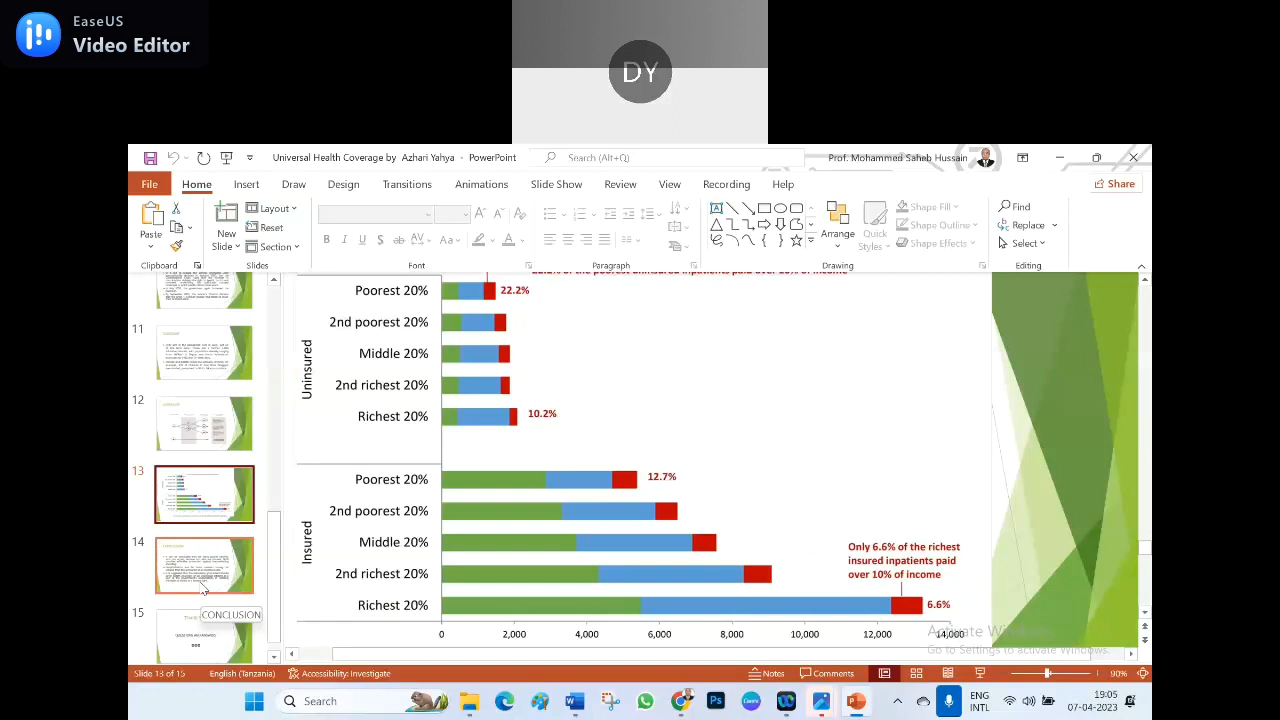 EaseUS
Video Editor
DY
Universal Health Coverage by Azhari Yahya - PowerPoint
Search (Alt+Q)
Prof. Mohammed Saheb Hussain
File Home Insert Draw Design Transitions Animations Slide Show Review View Recording Help
Share
Paste
New Slide
Layout
Reset
Section
Arrange
Quick Styles
Shape Fill
Shape Outline
Shape Effects
Find
Replace
Select
Clipboard Slides Font Paragraph Drawing Editing
11
12
13
14
15
CONCLUSION
Uninsured
Poorest 20% 22.2%
2nd poorest 20%
Middle 20%
2nd richest 20%
Richest 20% 10.2%
Insured
Poorest 20% 12.7%
2nd poorest 20%
Middle 20%
2nd richest 20%
Richest 20% 6.6%
Only 6.6% of the richest
insured inpatients paid
over 10% of income
0 2,000 4,000 6,000 8,000 10,000 12,000 14,000
Activate Windows
Go to Settings to activate Windows.
Slide 13 of 15 English (Tanzania) Accessibility: Investigate Notes Comments 90%
Search
ENG
INTL
19:05
07-04-2023